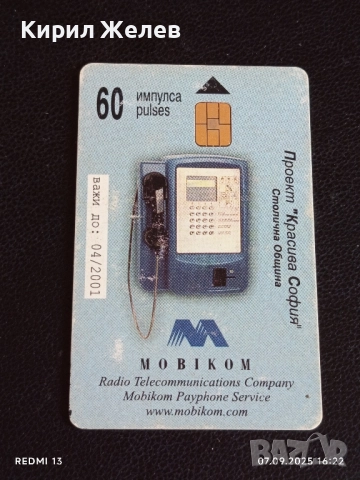 Кирил Желев
60 импулса
pulses
Проект "Красива София"
Столична Община
важи до: 04/2001
MOBIKOM
Radio Telecommunications Company
Mobikom Payphone Service
www.mobikom.com
REDMI 13
07.09.2025 16:22
bazar